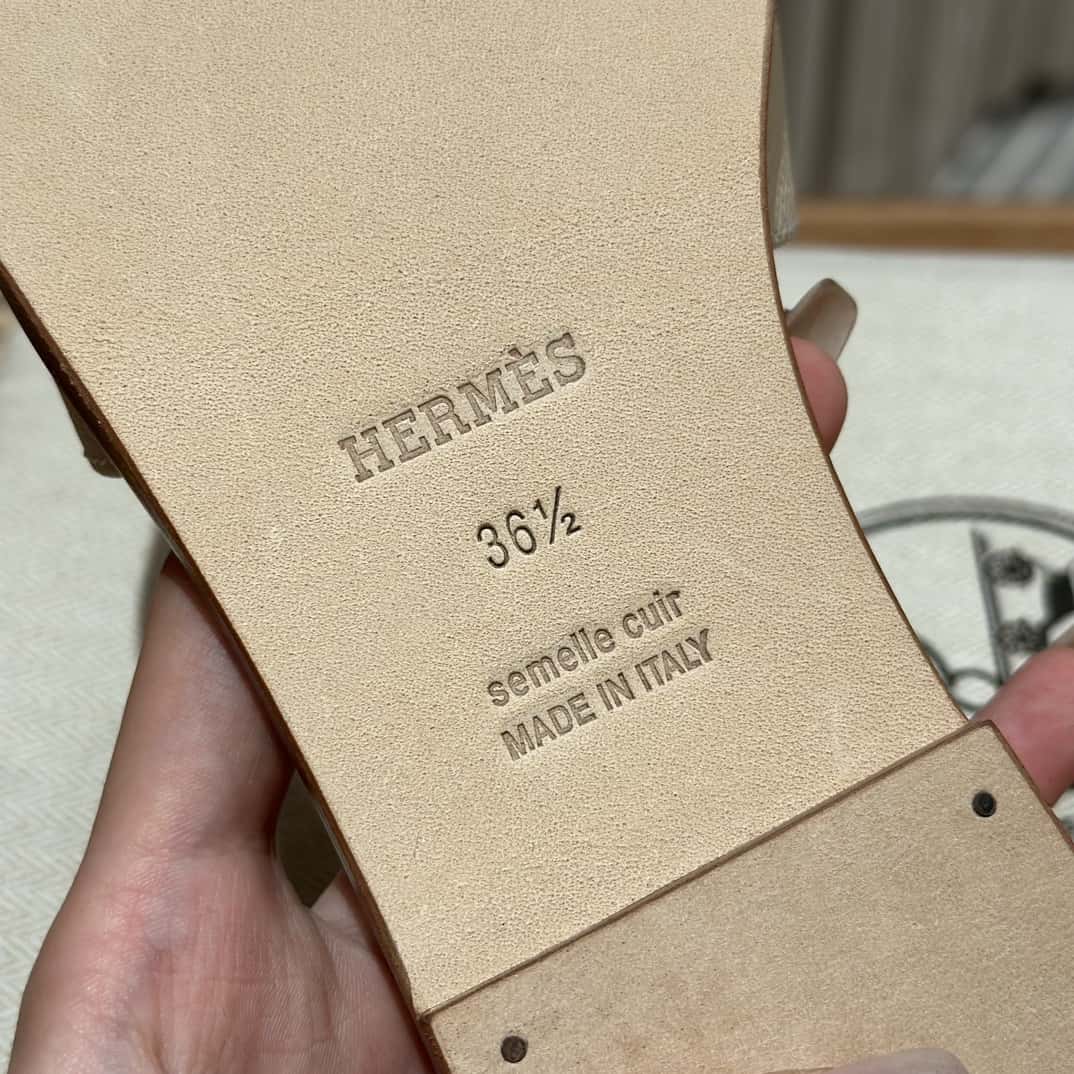 HERMÈS
36½
semelle cuir
MADE IN ITALY